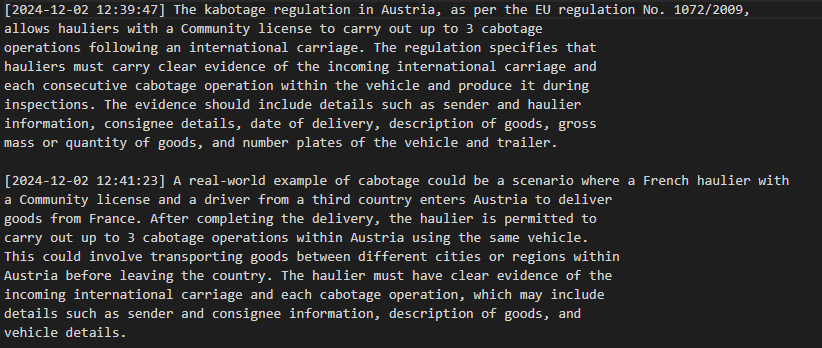 [2024-12-02 12:39:47] The kabotage regulation in Austria, as per the EU regulation No. 1072/2009,
allows hauliers with a Community license to carry out up to 3 cabotage
operations following an international carriage. The regulation specifies that
hauliers must carry clear evidence of the incoming international carriage and
each consecutive cabotage operation within the vehicle and produce it during
inspections. The evidence should include details such as sender and haulier
information, consignee details, date of delivery, description of goods, gross
mass or quantity of goods, and number plates of the vehicle and trailer.

[2024-12-02 12:41:23] A real-world example of cabotage could be a scenario where a French haulier with
a Community license and a driver from a third country enters Austria to deliver
goods from France. After completing the delivery, the haulier is permitted to
carry out up to 3 cabotage operations within Austria using the same vehicle.
This could involve transporting goods between different cities or regions within
Austria before leaving the country. The haulier must have clear evidence of the
incoming international carriage and each cabotage operation, which may include
details such as sender and consignee information, description of goods, and
vehicle details.